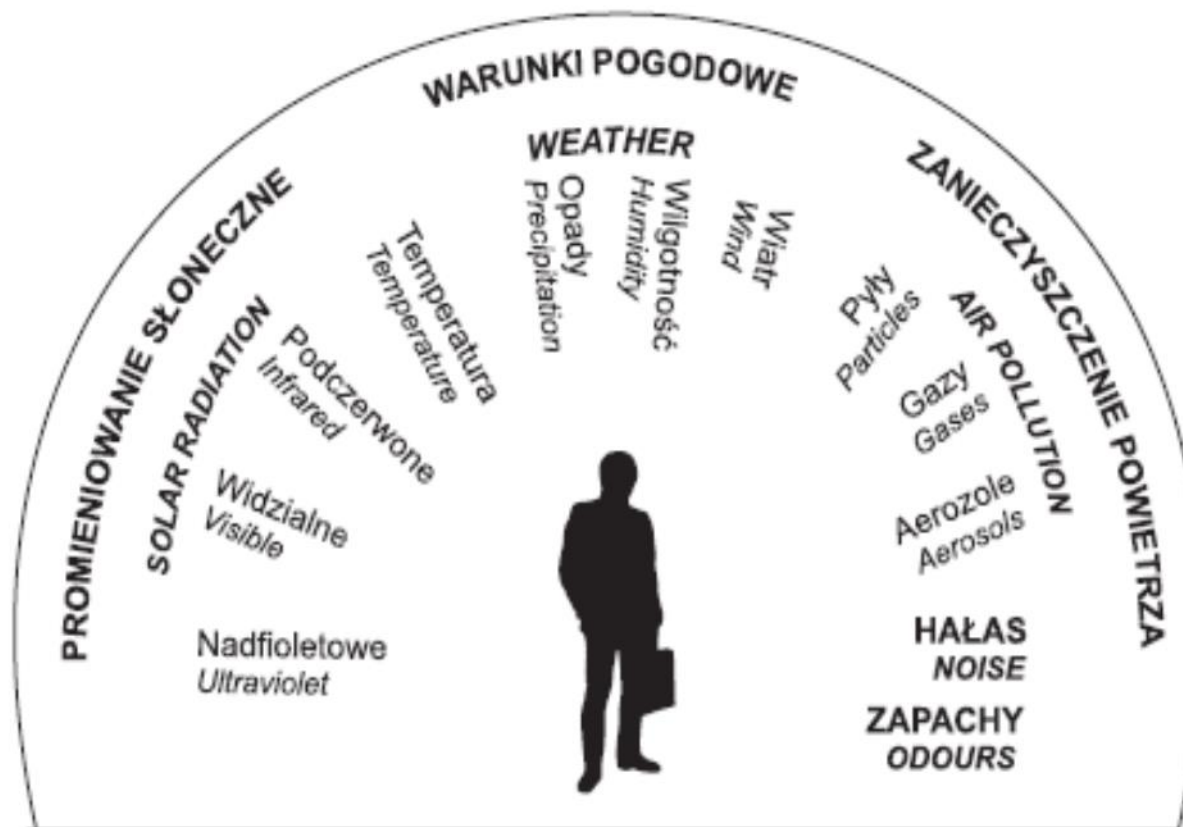 WARUNKI POGODOWE
WEATHER
PROMIENIOWANIE SŁONECZNE
SOLAR RADIATION
ZANIECZYSZCZENIE POWIETRZA
AIR POLLUTION
Nadfioletowe
Ultraviolet
Widzialne
Visible
Podczerwone
Infrared
Temperatura
Temperature
Opady
Precipitation
Wilgotność
Humidity
Wiatr
Wind
Pyły
Particles
Gazy
Gases
Aerozole
Aerosols
HAŁAS
NOISE
ZAPACHY
ODOURS